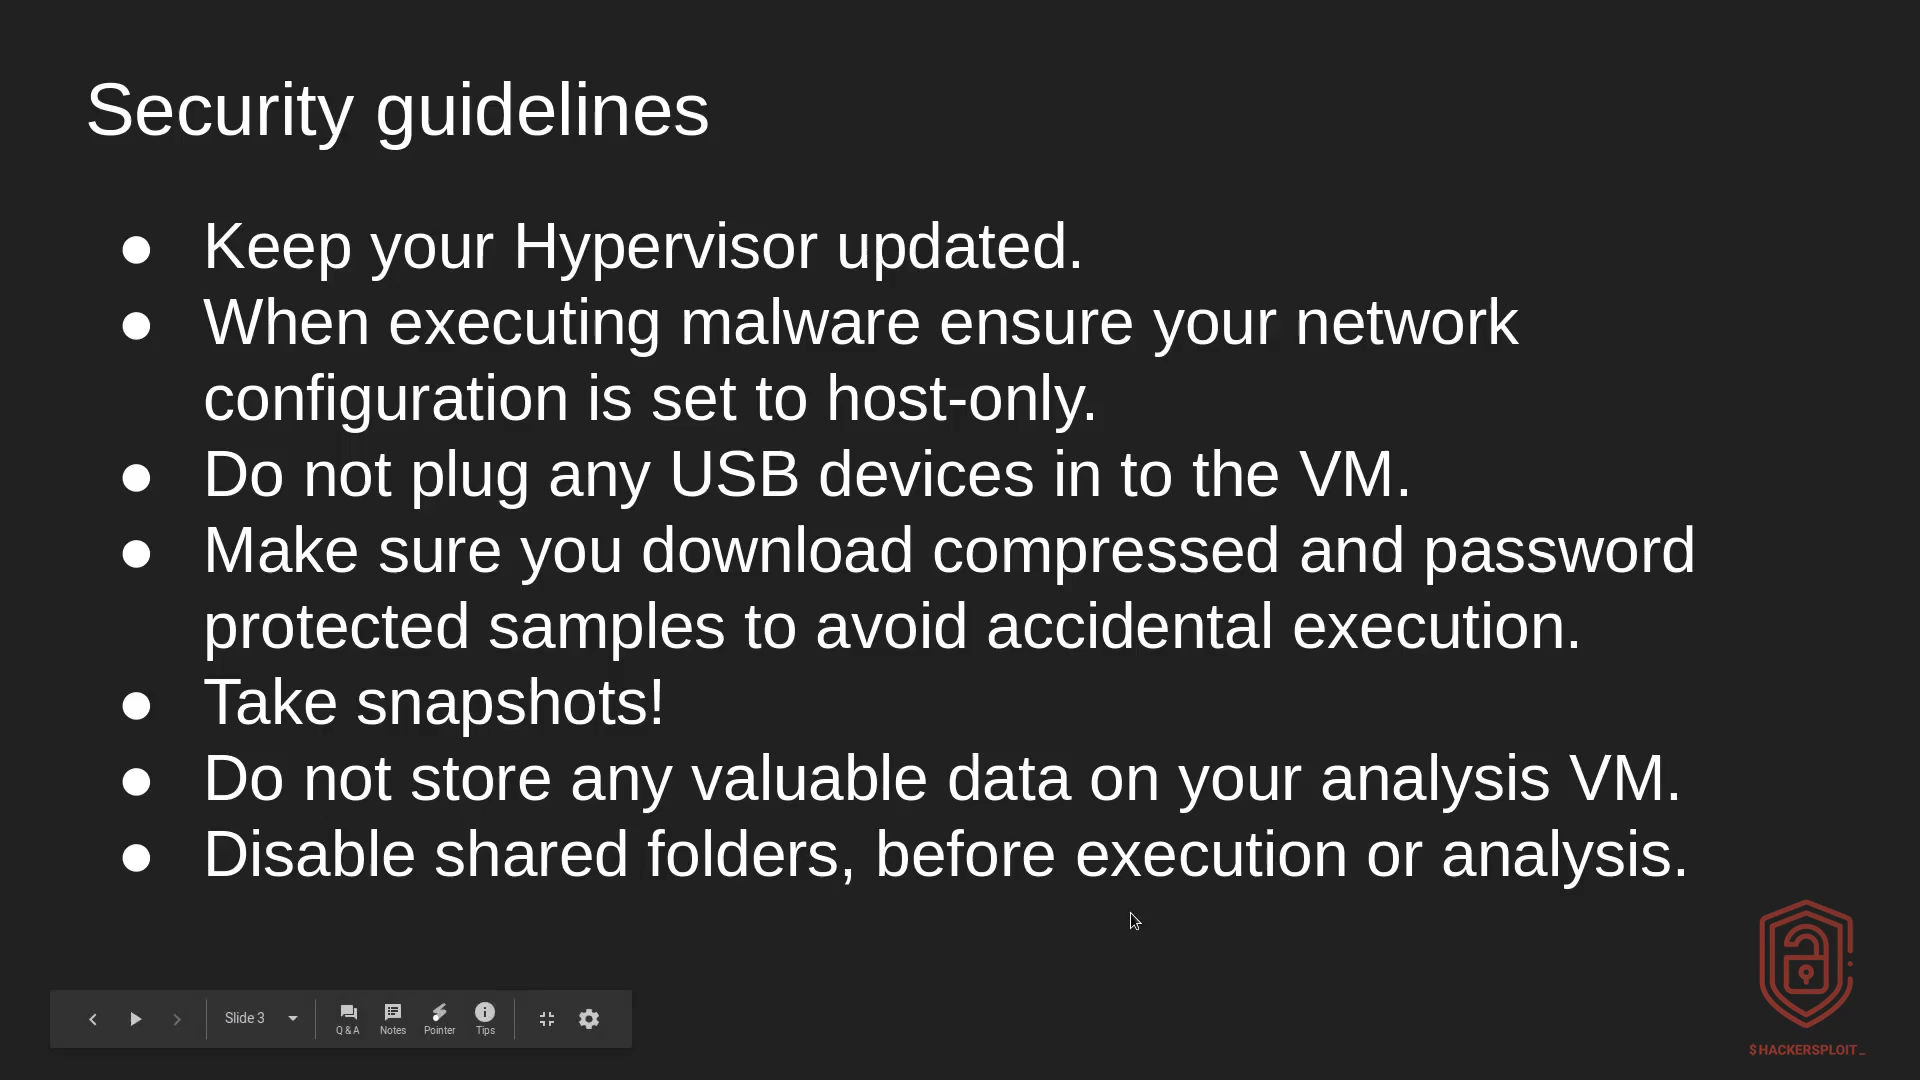 Security guidelines
● Keep your Hypervisor updated.
● When executing malware ensure your network
configuration is set to host-only.
● Do not plug any USB devices in to the VM.
● Make sure you download compressed and password
protected samples to avoid accidental execution.
● Take snapshots!
● Do not store any valuable data on your analysis VM.
● Disable shared folders, before execution or analysis.
Slide 3
Q & A Notes Pointer Tips
$HACKERSPLOIT_